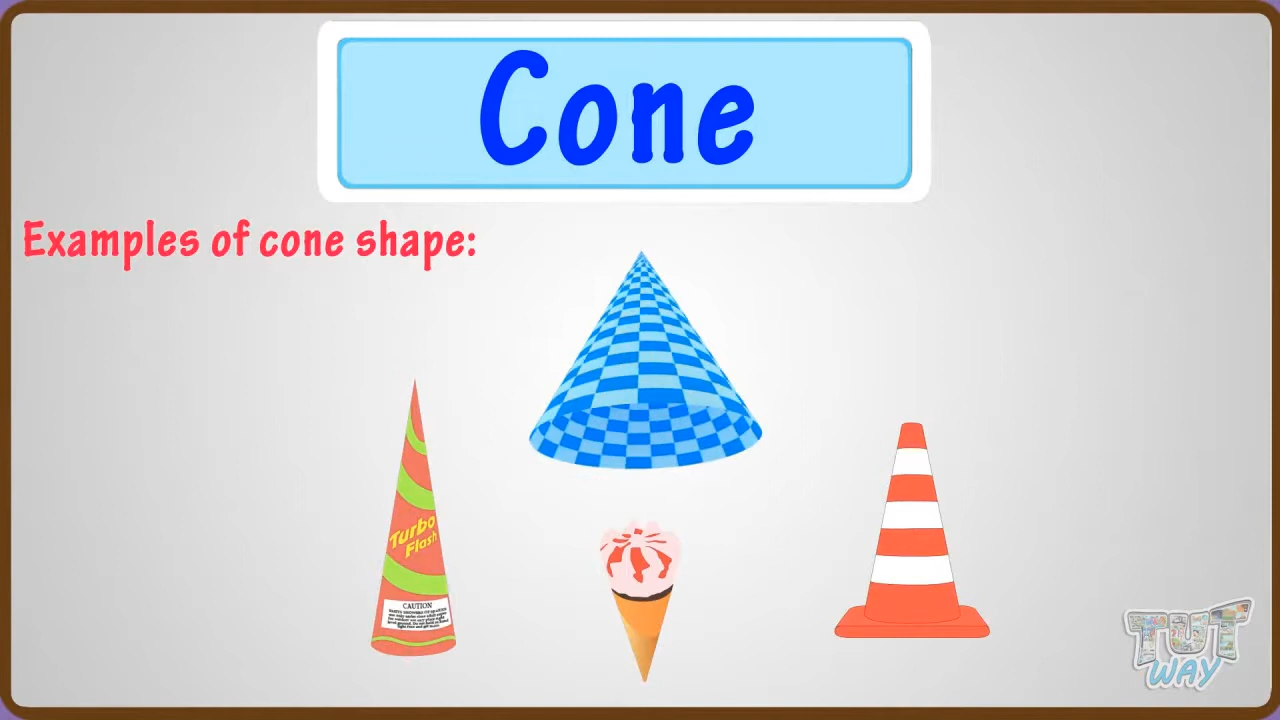 Cone
Examples of cone shape:
Turbo
Flash
CAUTION
TUT
WAY